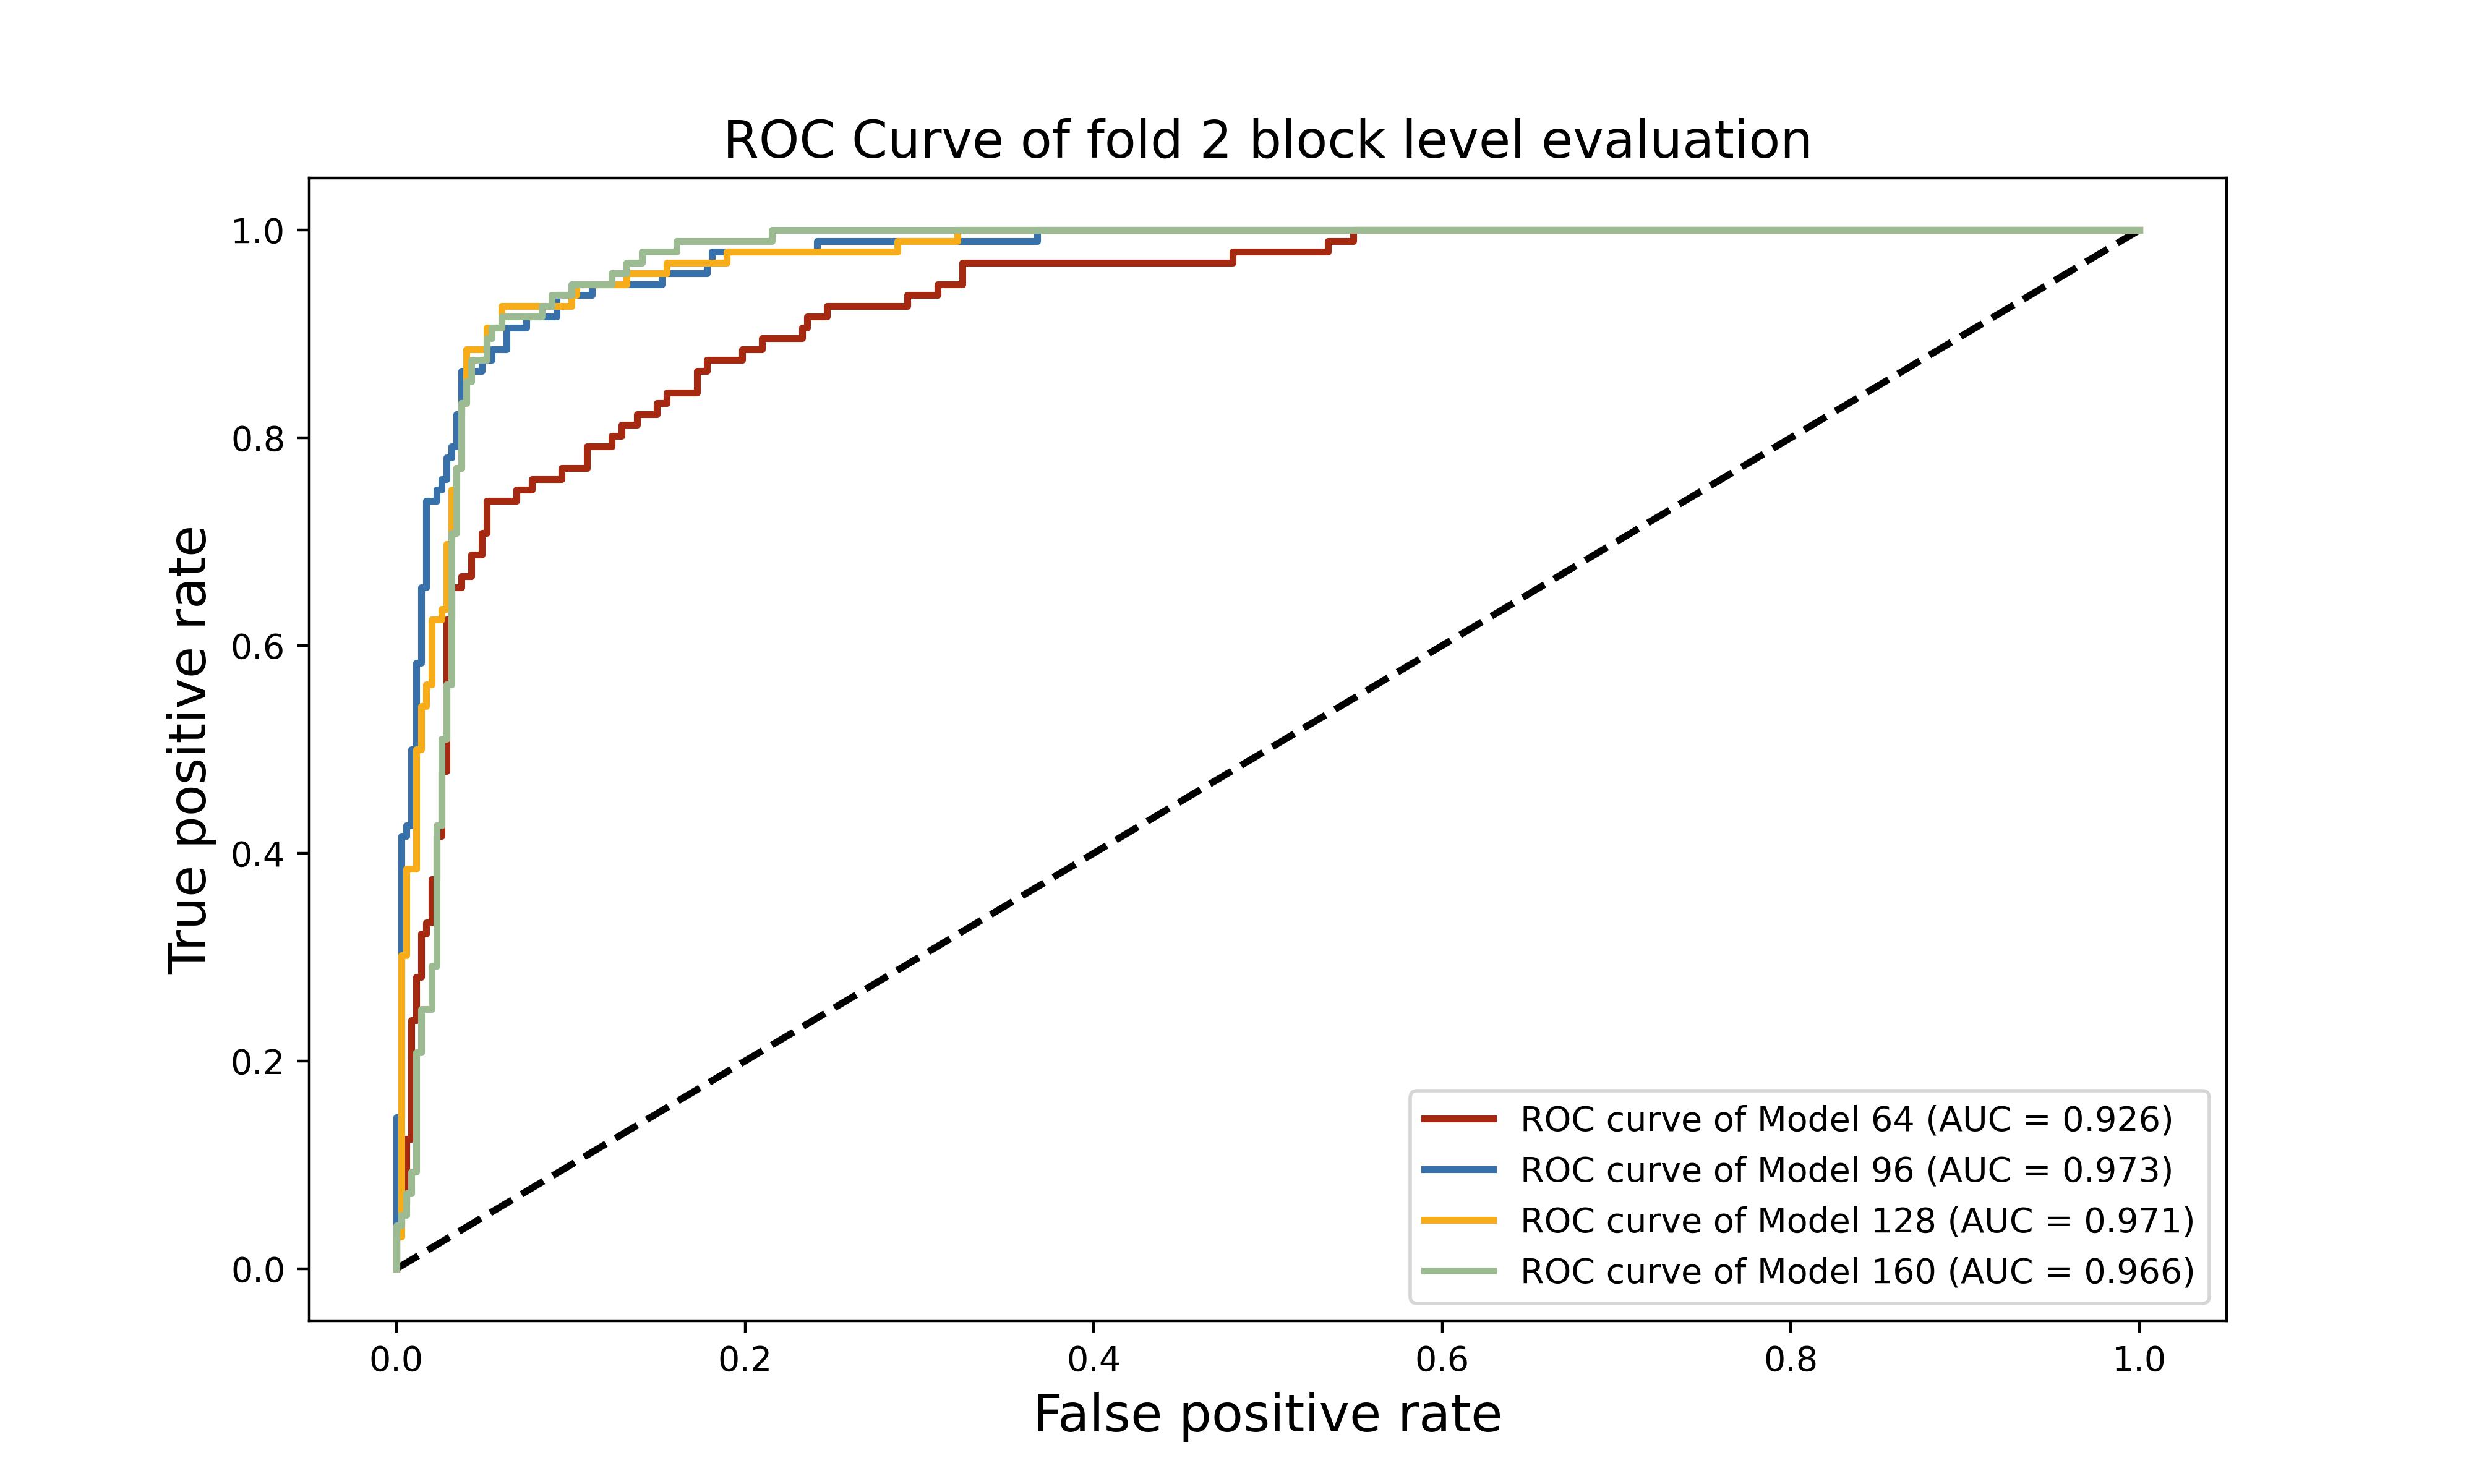 ROC Curve of fold 2 block level evaluation
1.0
0.8
0.6
0.4
0.2
0.0
True positive rate
0.0 0.2 0.4 0.6 0.8 1.0
False positive rate
ROC curve of Model 64 (AUC = 0.926)
ROC curve of Model 96 (AUC = 0.973)
ROC curve of Model 128 (AUC = 0.971)
ROC curve of Model 160 (AUC = 0.966)